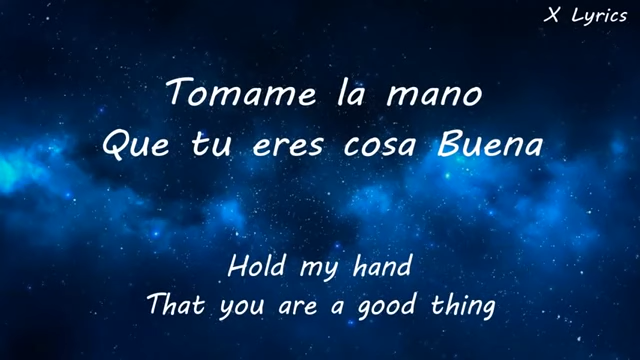 X Lyrics
Tomame la mano
Que tu eres cosa Buena
Hold my hand
That you are a good thing